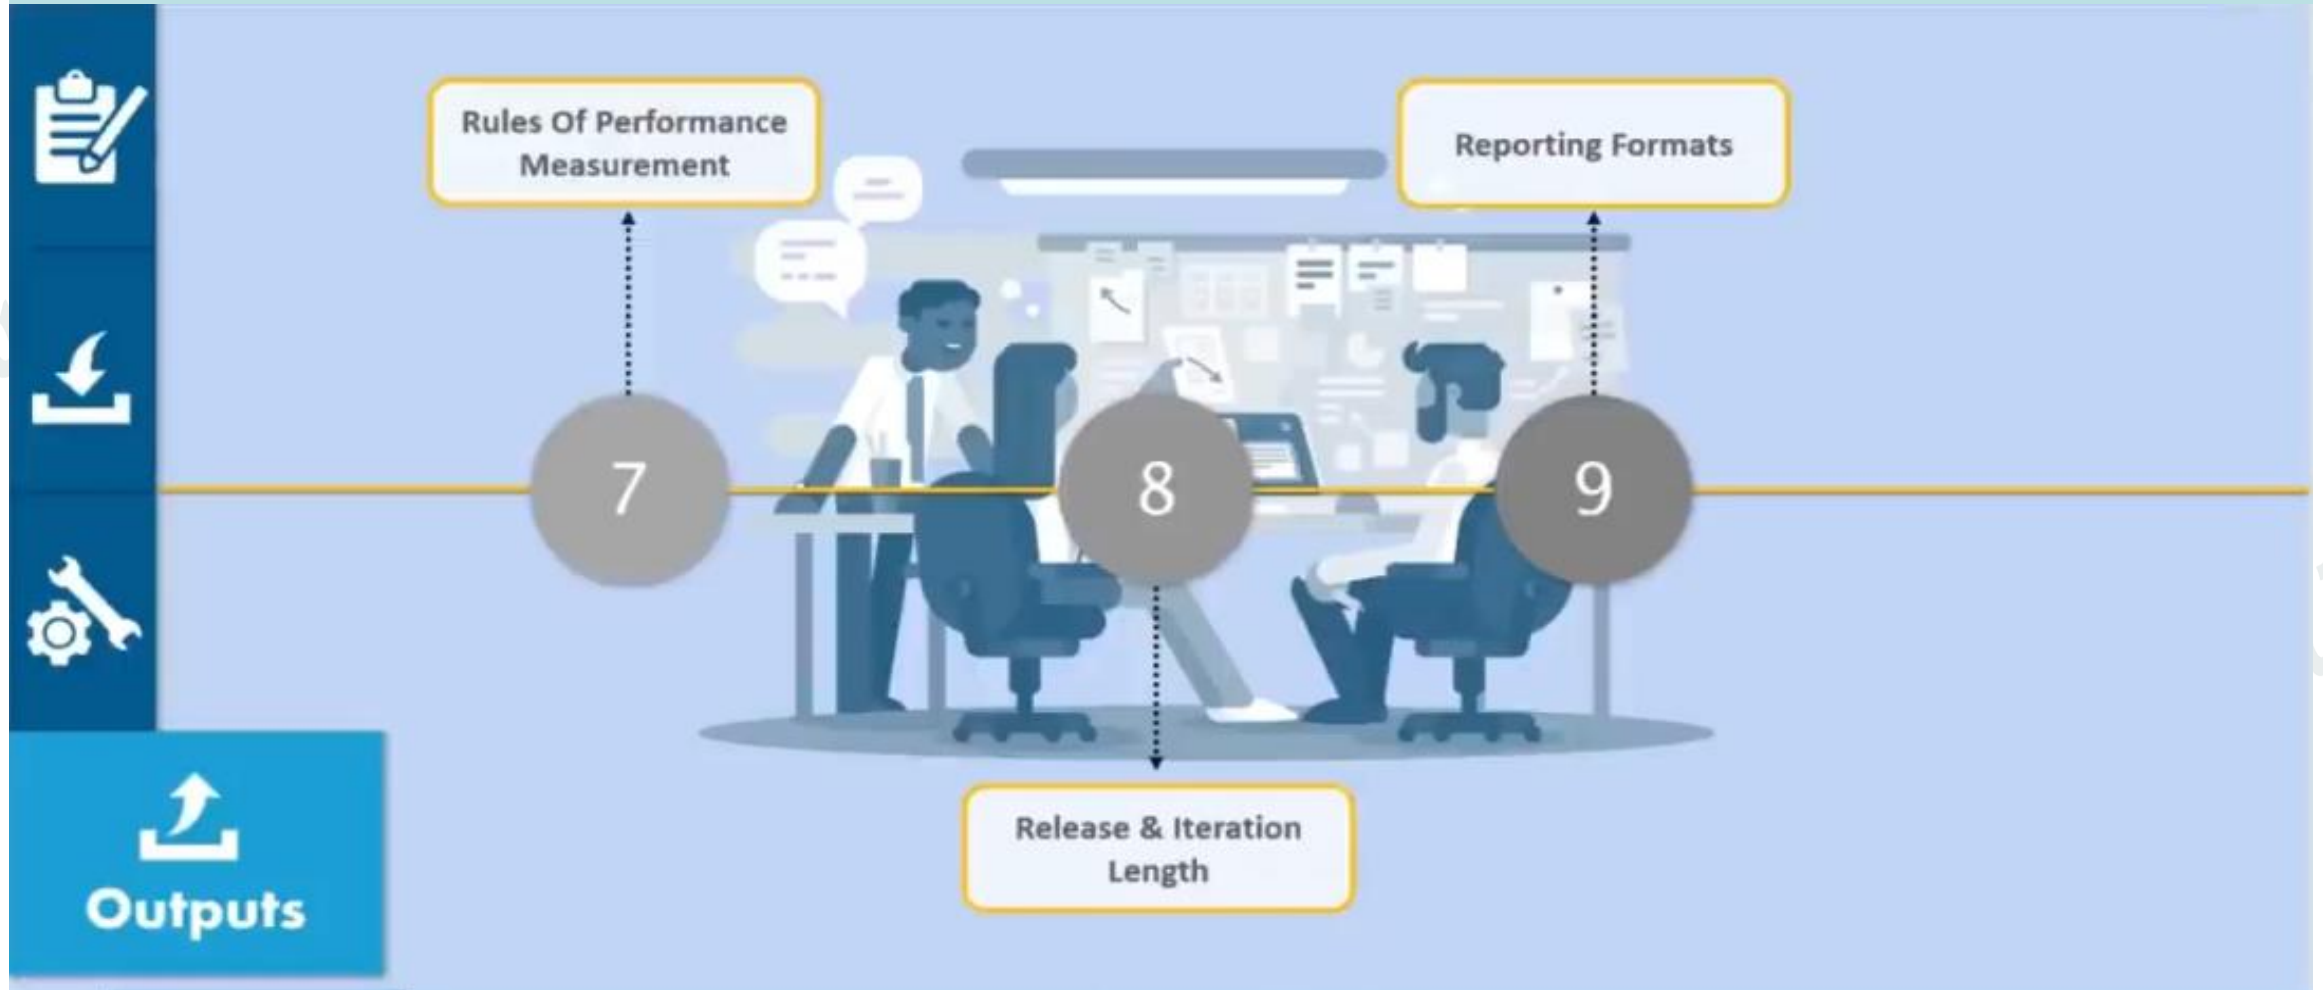 Rules Of Performance
Measurement
Reporting Formats
7
8
9
Release & Iteration
Length
Outputs